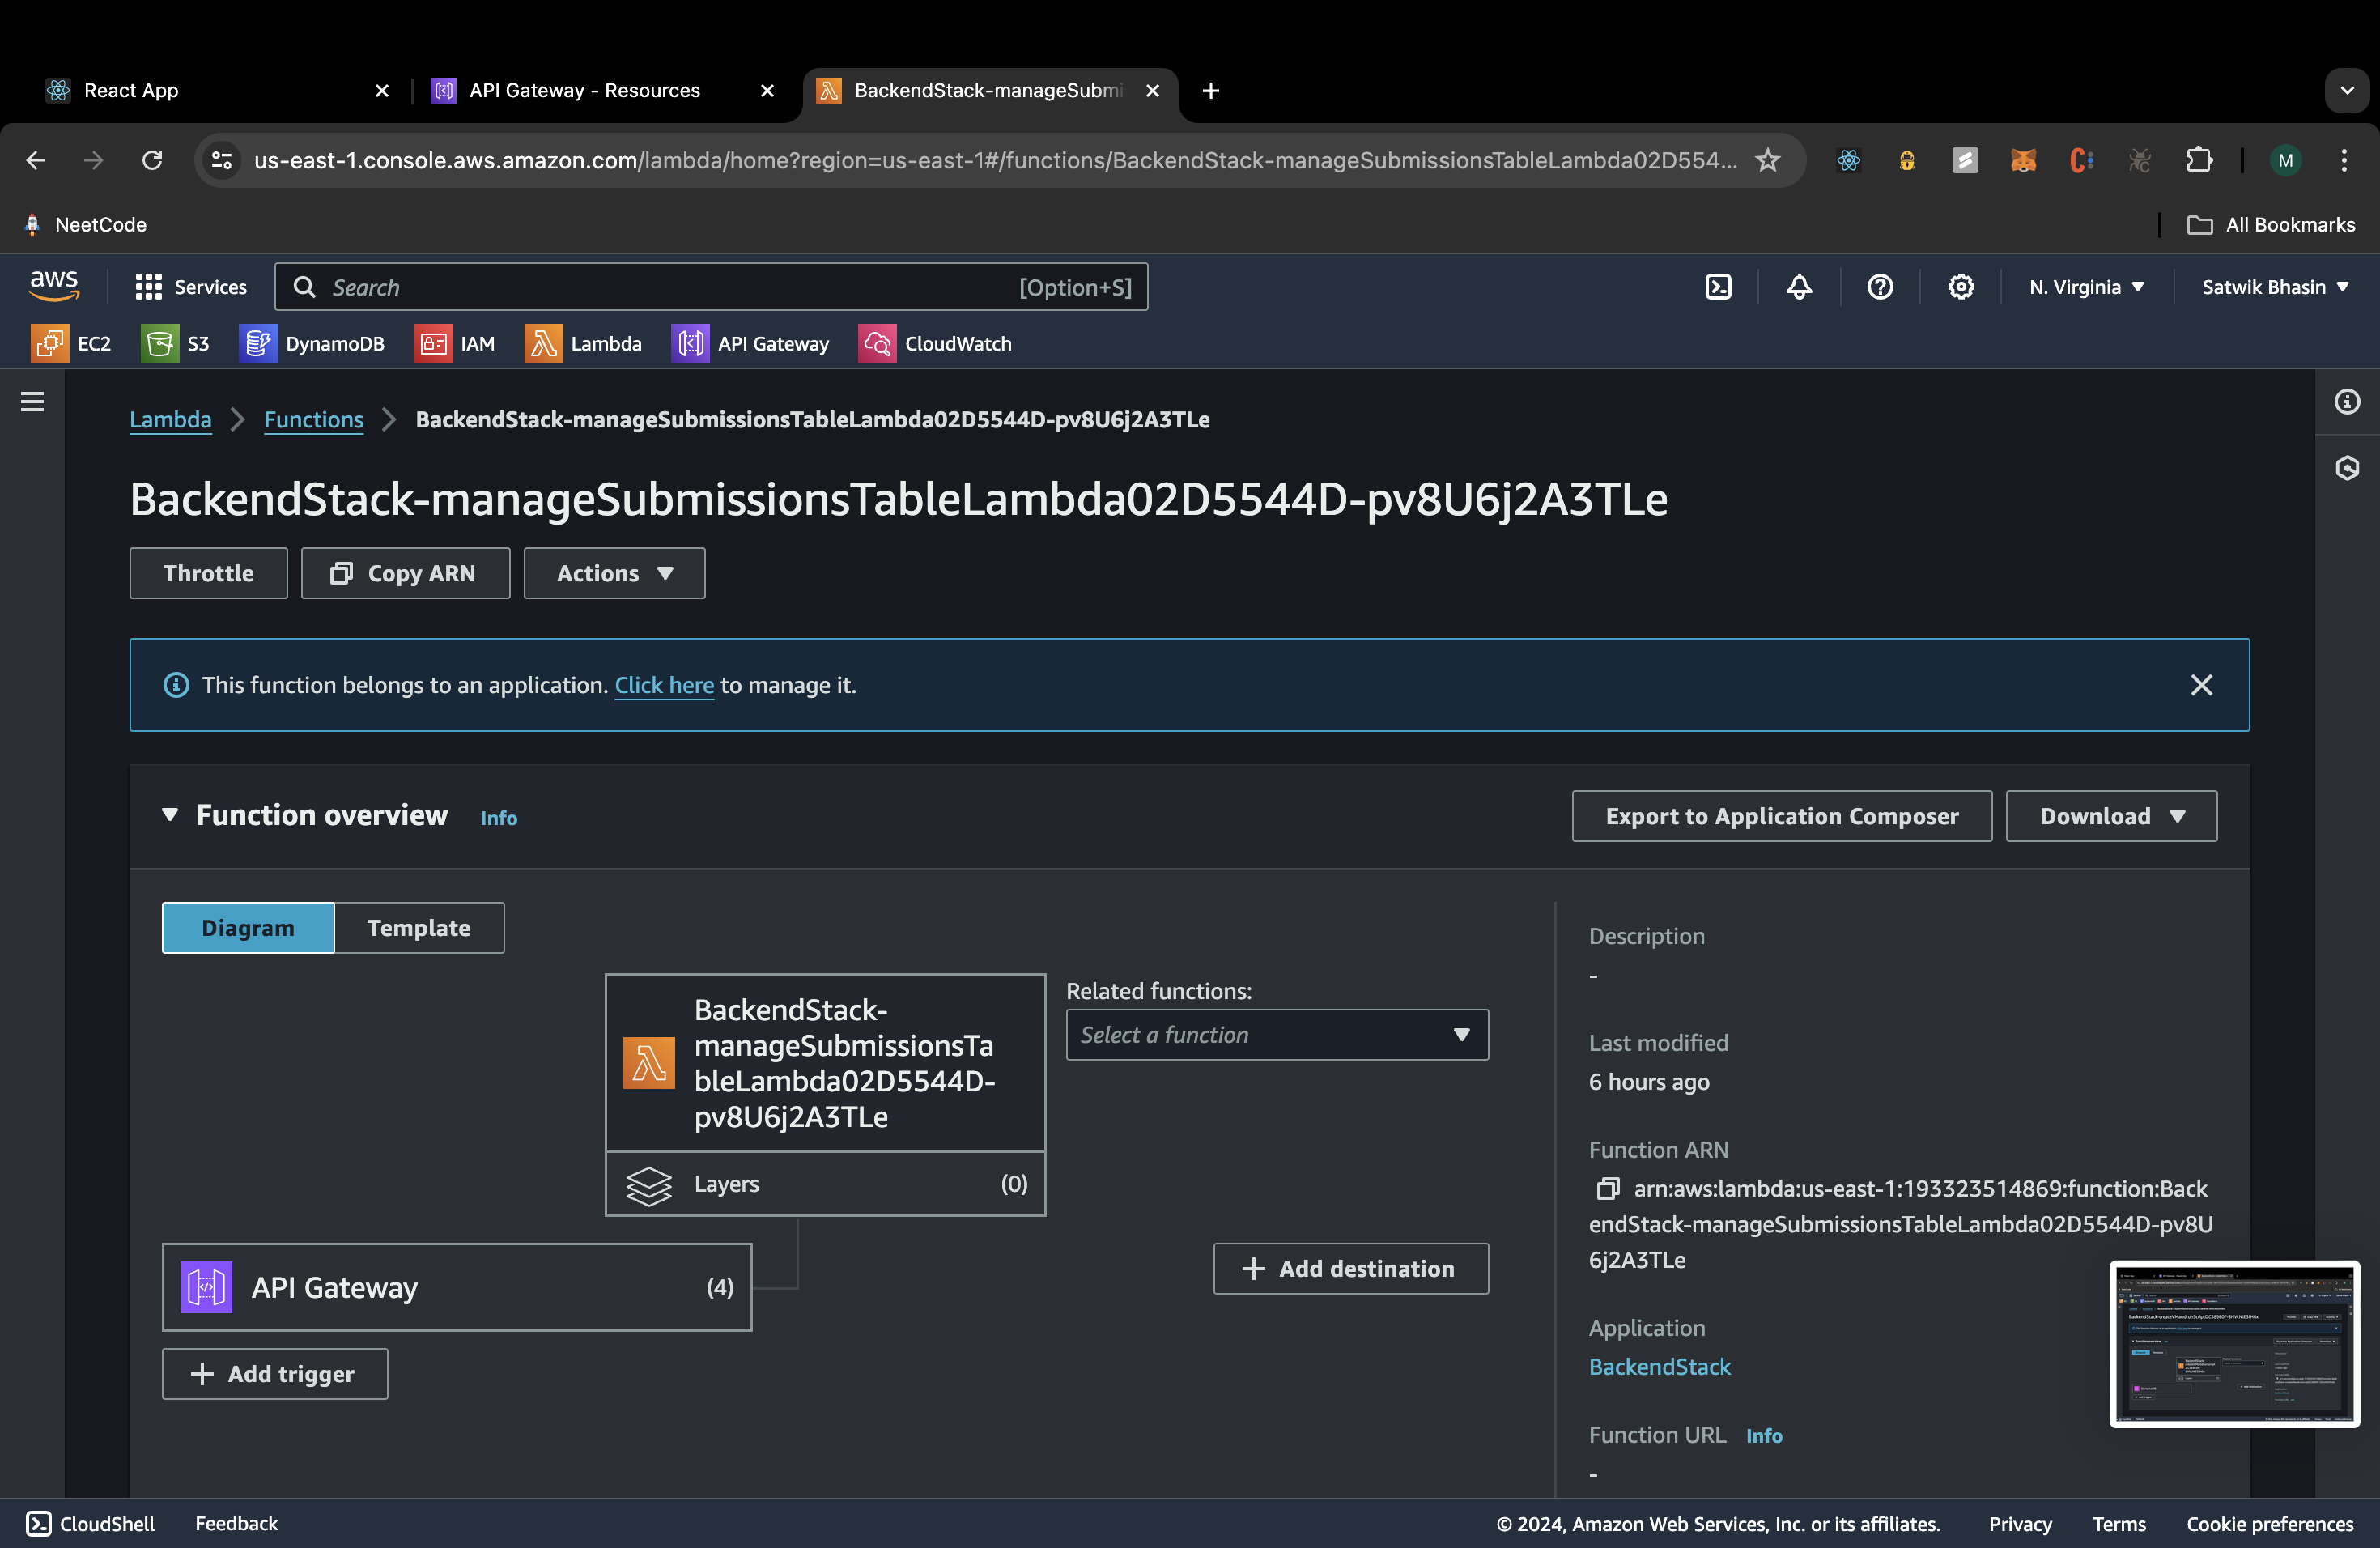 React App
API Gateway - Resources
BackendStack-manageSubmi
us-east-1.console.aws.amazon.com/lambda/home?region=us-east-1#/functions/BackendStack-manageSubmissionsTableLambda02D554...
M
NeetCode
All Bookmarks
aws
Services
Search
[Option+S]
N. Virginia
Satwik Bhasin
EC2
S3
DynamoDB
IAM
Lambda
API Gateway
CloudWatch
Lambda
Functions
BackendStack-manageSubmissionsTableLambda02D5544D-pv8U6j2A3TLe
BackendStack-manageSubmissionsTableLambda02D5544D-pv8U6j2A3TLe
Throttle
Copy ARN
Actions
This function belongs to an application. Click here to manage it.
Function overview
Info
Export to Application Composer
Download
Diagram
Template
BackendStack-
manageSubmissionsTa
bleLambda02D5544D-
pv8U6j2A3TLe
Layers
(0)
Related functions:
Select a function
API Gateway
(4)
Add destination
Add trigger
Description
-
Last modified
6 hours ago
Function ARN
arn:aws:lambda:us-east-1:193323514869:function:Back
endStack-manageSubmissionsTableLambda02D5544D-pv8U
6j2A3TLe
Application
BackendStack
Function URL
Info
-
CloudShell
Feedback
© 2024, Amazon Web Services, Inc. or its affiliates.
Privacy
Terms
Cookie preferences